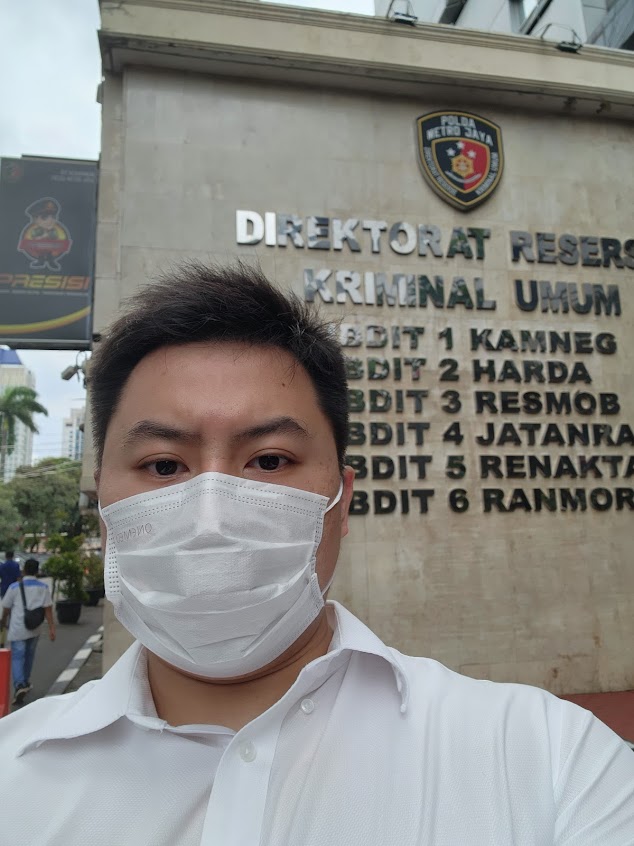 POLDA
METRO JAYA
DIREKTORAT RESERS
KRIMINAL UMUM
BDIT 1 KAMNEG
BDIT 2 HARDA
BDIT 3 RESMOB
BDIT 4 JATANRA
BDIT 5 RENAKTA
BDIT 6 RANMOR
PRESISI